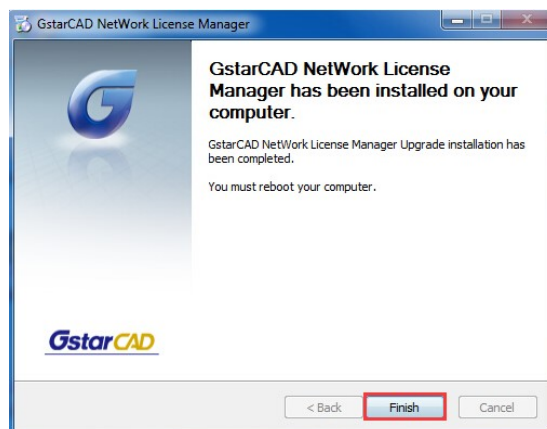 GstarCAD NetWork License Manager
GstarCAD NetWork License
Manager has been installed on your
computer.
GstarCAD NetWork License Manager Upgrade installation has
been completed.
You must reboot your computer.
GstarCAD
< Back
Finish
Cancel